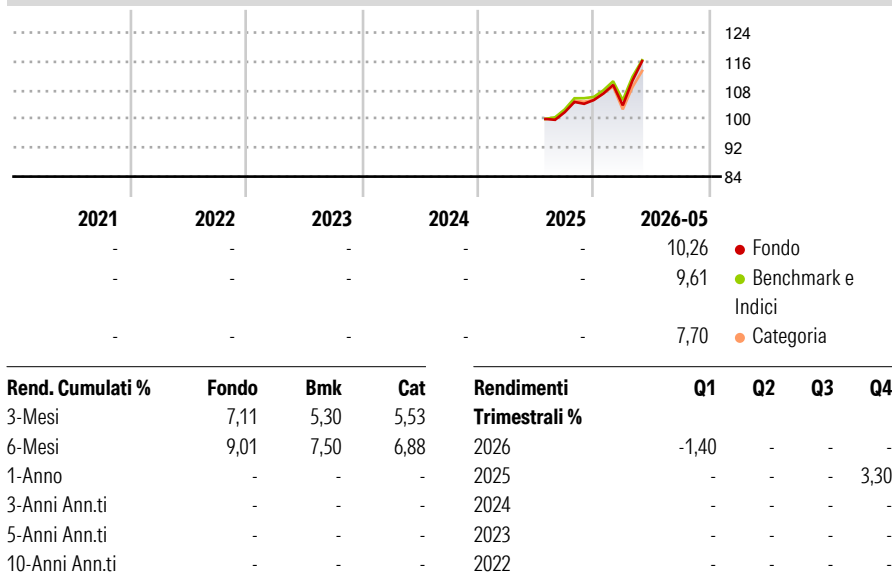 124
116
108
100
92
84
2021 2022 2023 2024 2025 2026-05
- - - - - 10,26 Fondo
- - - - - 9,61 Benchmark e
Indici
- - - - - 7,70 Categoria
Rend. Cumulati % Fondo Bmk Cat
3-Mesi 7,11 5,30 5,53
6-Mesi 9,01 7,50 6,88
1-Anno - - -
3-Anni Ann.ti - - -
5-Anni Ann.ti - - -
10-Anni Ann.ti - - -
Rendimenti Q1 Q2 Q3 Q4
Trimestrali %
2026 -1,40 - - -
2025 - - - 3,30
2024 - - - -
2023 - - - -
2022 - - - -